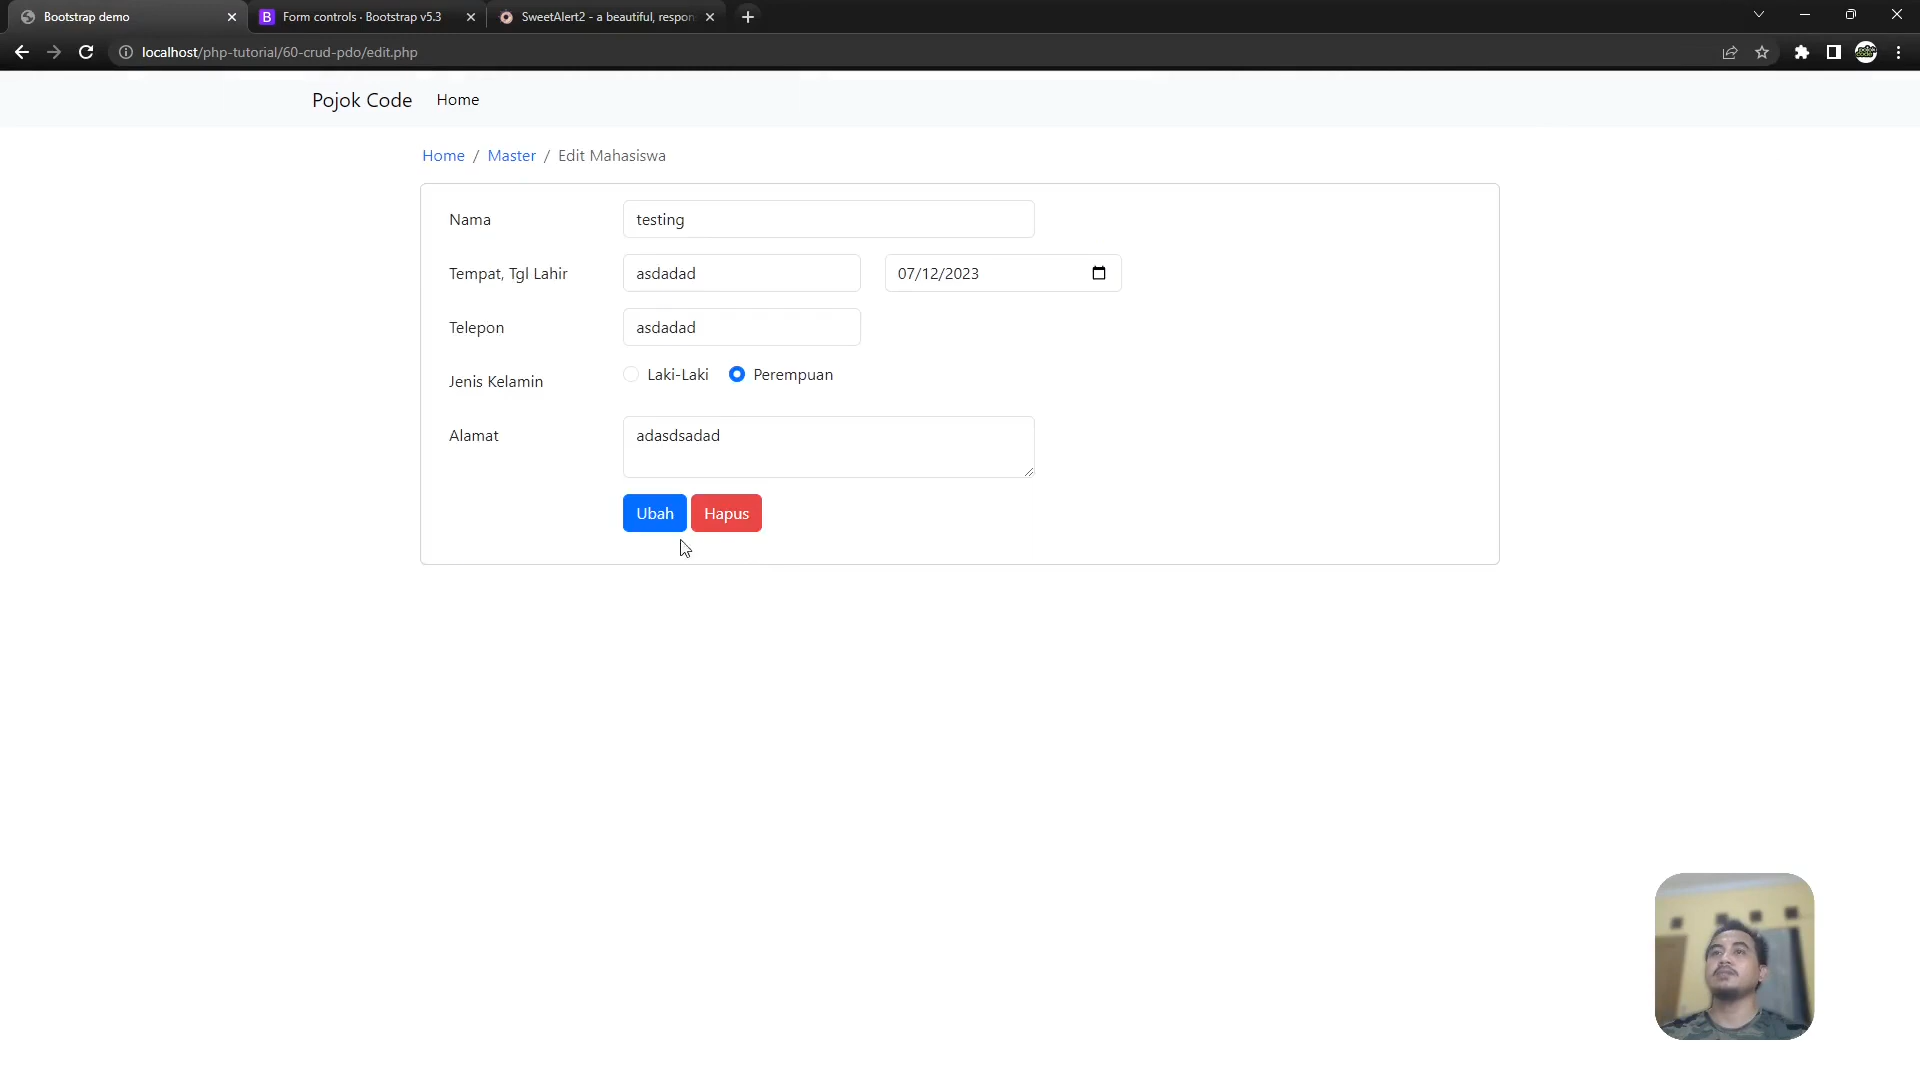 Bootstrap demo
Form controls · Bootstrap v5.3
SweetAlert2 - a beautiful, respon
localhost/php-tutorial/60-crud-pdo/edit.php
Pojok Code Home
Home / Master / Edit Mahasiswa
Nama testing
Tempat, Tgl Lahir asdadad 07/12/2023
Telepon asdadad
Jenis Kelamin Laki-Laki Perempuan
Alamat adasdsadad
Ubah Hapus